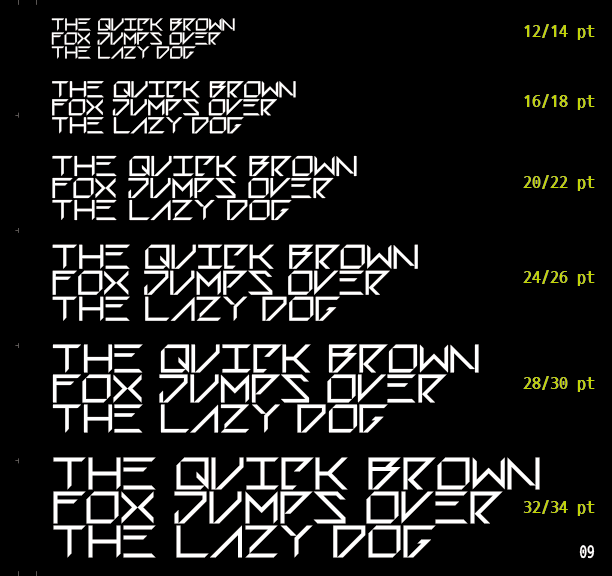 THE QUICK BROWN
FOX JUMPS OVER
THE LAZY DOG
12/14 pt
THE QUICK BROWN
FOX JUMPS OVER
THE LAZY DOG
16/18 pt
THE QUICK BROWN
FOX JUMPS OVER
THE LAZY DOG
20/22 pt
THE QUICK BROWN
FOX JUMPS OVER
THE LAZY DOG
24/26 pt
THE QUICK BROWN
FOX JUMPS OVER
THE LAZY DOG
28/30 pt
THE QUICK BROWN
FOX JUMPS OVER
THE LAZY DOG
32/34 pt
09